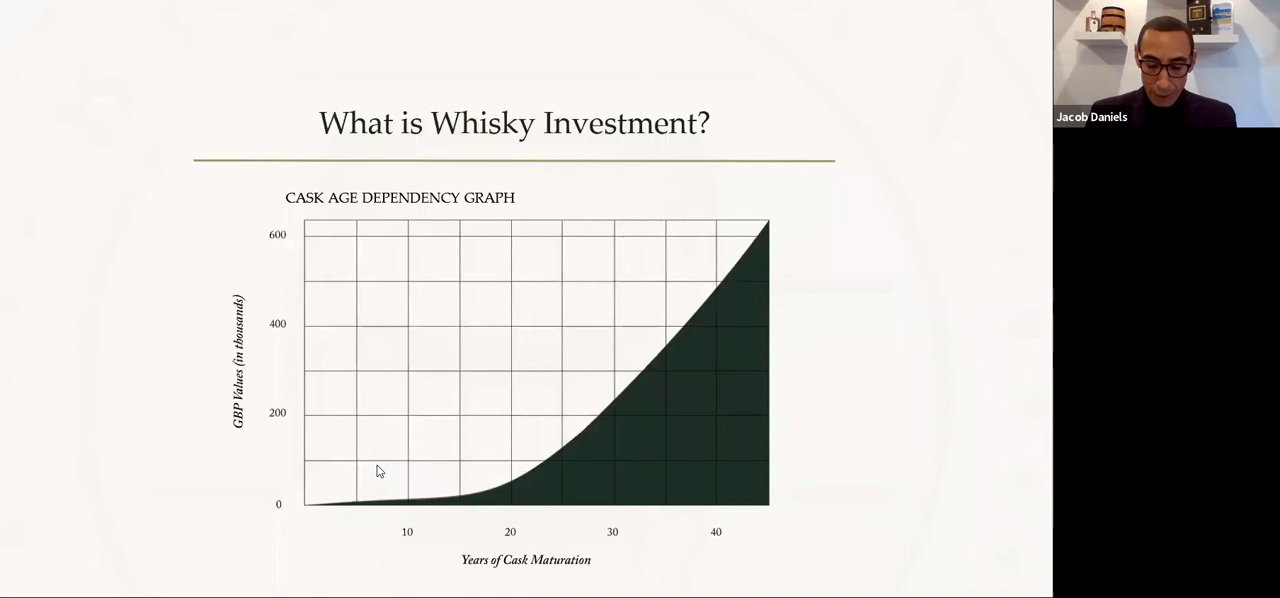 What is Whisky Investment?
Jacob Daniels
CASK AGE DEPENDENCY GRAPH
600
400
200
0
GBP Values (in thousands)
10 20 30 40
Years of Cask Maturation